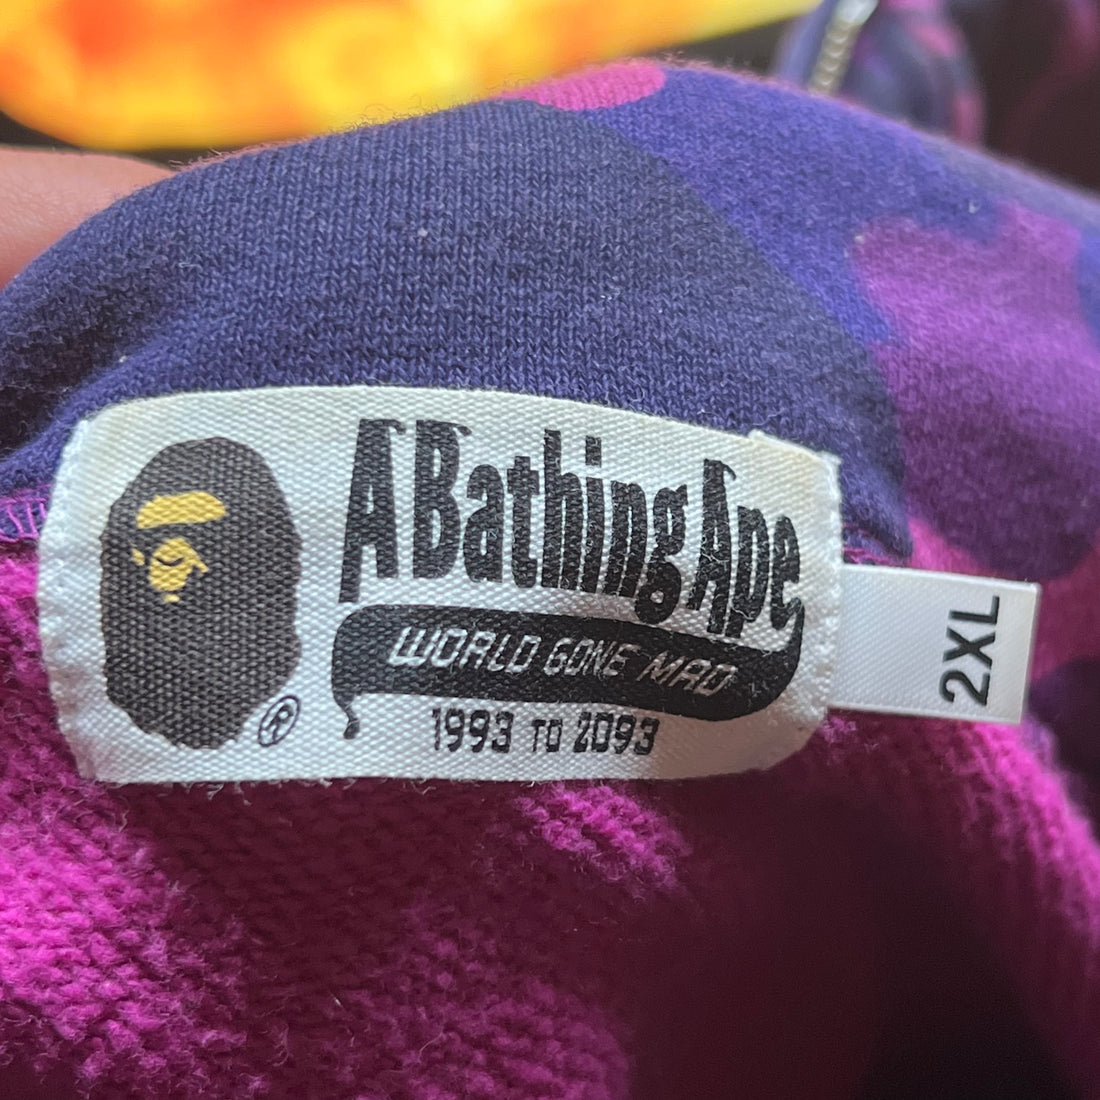 A Bathing Ape
WORLD GONE MAD
1993 TO 2093
®
2XL